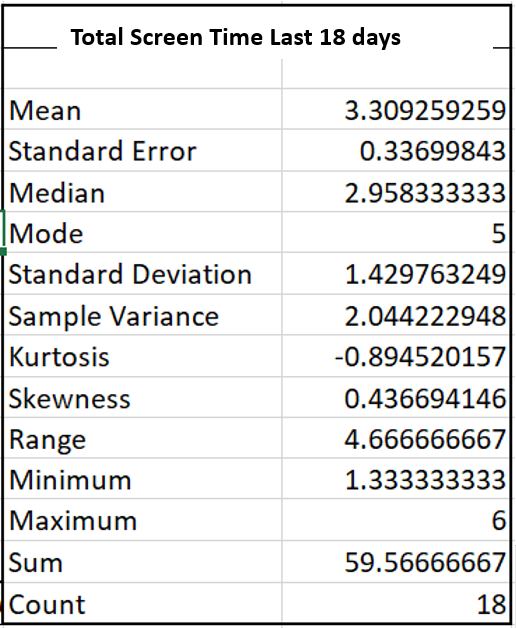 Total Screen Time Last 18 days
Mean 3.309259259
Standard Error 0.33699843
Median 2.958333333
Mode 5
Standard Deviation 1.429763249
Sample Variance 2.044222948
Kurtosis -0.894520157
Skewness 0.436694146
Range 4.666666667
Minimum 1.333333333
Maximum 6
Sum 59.56666667
Count 18